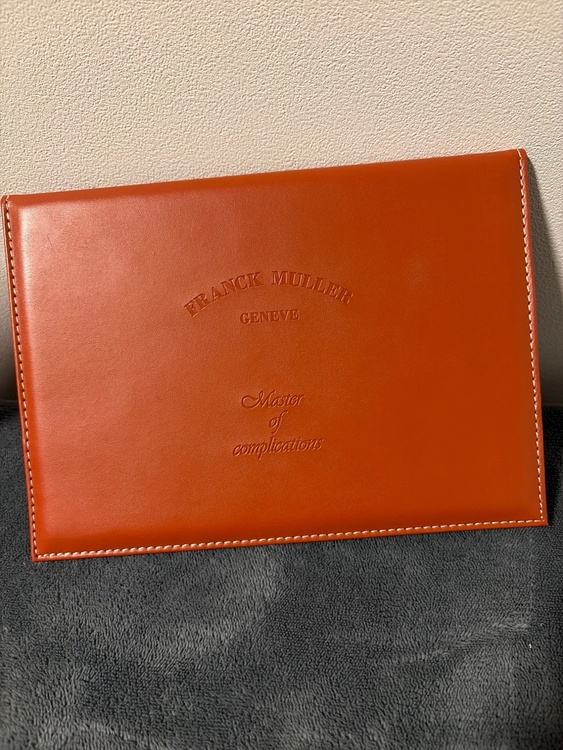 FRANCK MULLER
GENEVE
Master
of
complications